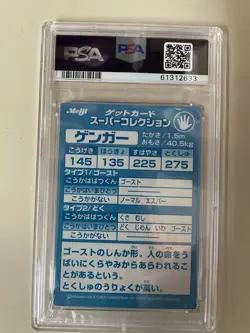 PSA
PSA
61312633
Meiji
ゲットカード
スーパーコレクション
ゲンガー
たかさ/1.5m
おもさ/40.5kg
こうげき ぼうぎょ すばやさ とくしゅ
145 135 225 275
タイプ1/ゴースト
こうかはばつぐん ゴースト
こうかはいまひとつ
こうかがない ノーマル エスパー
タイプ2/どく
こうかはばつぐん くさ むし
こうかはいまひとつ どく じめん いわ ゴースト
こうかがない
ゴーストのしんか形。人の命をう
ばいにくらやみからあらわれるこ
とがあるという。
とくしゅのうりょくが高い。